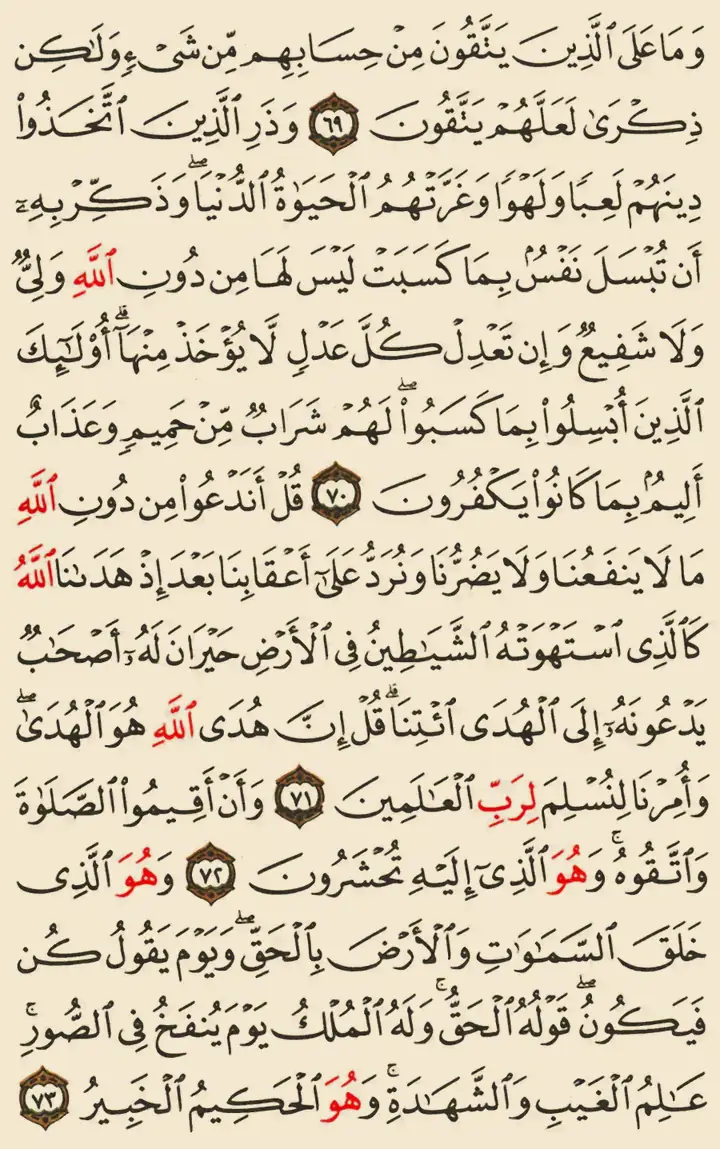 وَمَا عَلَى ٱلَّذِينَ يَتَّقُونَ مِنْ حِسَابِهِم مِّن شَىْءٍ وَلَٰكِن
ذِكْرَىٰ لَعَلَّهُمْ يَتَّقُونَ ٦٩ وَذَرِ ٱلَّذِينَ ٱتَّخَذُوا۟
دِينَهُمْ لَعِبًا وَلَهْوًا وَغَرَّتْهُمُ ٱلْحَيَوٰةُ ٱلدُّنْيَا ۖ وَذَكِّرْ بِهِۦٓ
أَن تُبْسَلَ نَفْسٌۢ بِمَا كَسَبَتْ لَيْسَ لَهَا مِن دُونِ ٱللَّهِ وَلِىٌّ
وَلَا شَفِيعٌ وَإِن تَعْدِلْ كُلَّ عَدْلٍ لَّا يُؤْخَذْ مِنْهَآ ۗ أُو۟لَٰٓئِكَ
ٱلَّذِينَ أُبْسِلُوا۟ بِمَا كَسَبُوا۟ ۖ لَهُمْ شَرَابٌ مِّنْ حَمِيمٍ وَعَذَابٌ
أَلِيمٌۢ بِمَا كَانُوا۟ يَكْفُرُونَ ٧٠ قُلْ أَنَدْعُوا۟ مِن دُونِ ٱللَّهِ
مَا لَا يَنفَعُنَا وَلَا يَضُرُّنَا وَنُرَدُّ عَلَىٰٓ أَعْقَابِنَا بَعْدَ إِذْ هَدَىٰنَا ٱللَّهُ
كَٱلَّذِى ٱسْتَهْوَتْهُ ٱلشَّيَٰطِينُ فِى ٱلْأَرْضِ حَيْرَانَ لَهُۥٓ أَصْحَٰبٌ
يَدْعُونَهُۥٓ إِلَى ٱلْهُدَى ٱئْتِنَا ۗ قُلْ إِنَّ هُدَى ٱللَّهِ هُوَ ٱلْهُدَىٰ ۖ
وَأُمِرْنَا لِنُسْلِمَ لِرَبِّ ٱلْعَٰلَمِينَ ٧١ وَأَنْ أَقِيمُوا۟ ٱلصَّلَوٰةَ
وَٱتَّقُوهُ ۚ وَهُوَ ٱلَّذِىٓ إِلَيْهِ تُحْشَرُونَ ٧٢ وَهُوَ ٱلَّذِى
خَلَقَ ٱلسَّمَٰوَٰتِ وَٱلْأَرْضَ بِٱلْحَقِّ ۖ وَيَوْمَ يَقُولُ كُن
فَيَكُونُ ۖ قَوْلُهُ ٱلْحَقُّ ۚ وَلَهُ ٱلْمُلْكُ يَوْمَ يُنفَخُ فِى ٱلصُّورِ ۚ
عَٰلِمُ ٱلْغَيْبِ وَٱلشَّهَٰدَةِ ۚ وَهُوَ ٱلْحَكِيمُ ٱلْخَبِيرُ ٧٣